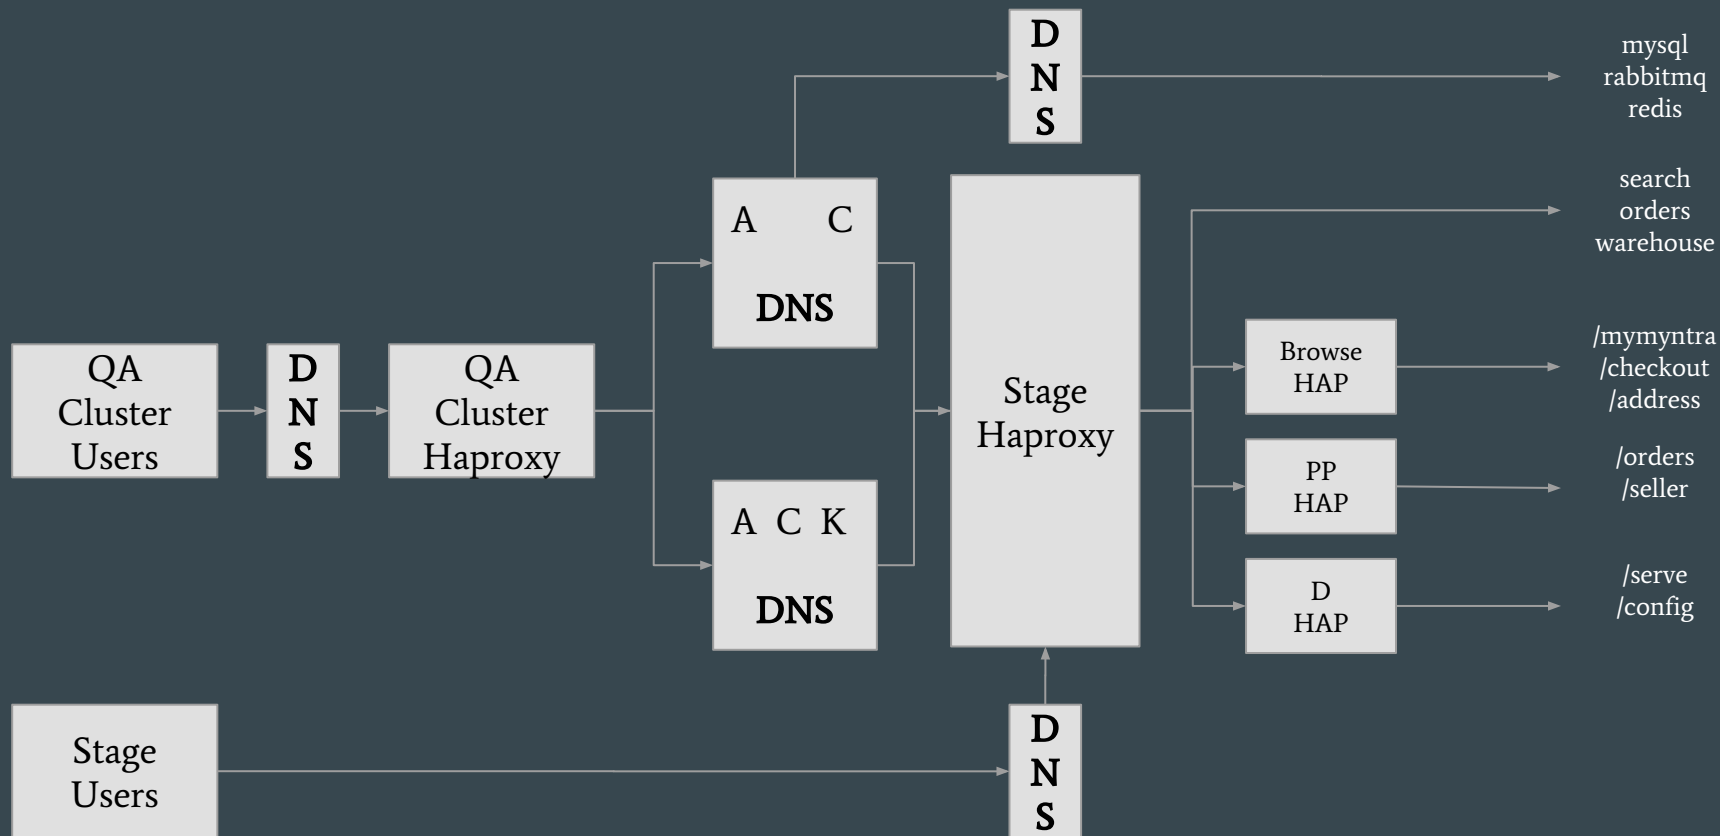 D
N
S
mysql
rabbitmq
redis
A C
DNS
search
orders
warehouse
QA
Cluster
Users
D
N
S
QA
Cluster
Haproxy
Stage
Haproxy
Browse
HAP
/mymyntra
/checkout
/address
PP
HAP
/orders
/seller
A C K
DNS
D
HAP
/serve
/config
Stage
Users
D
N
S